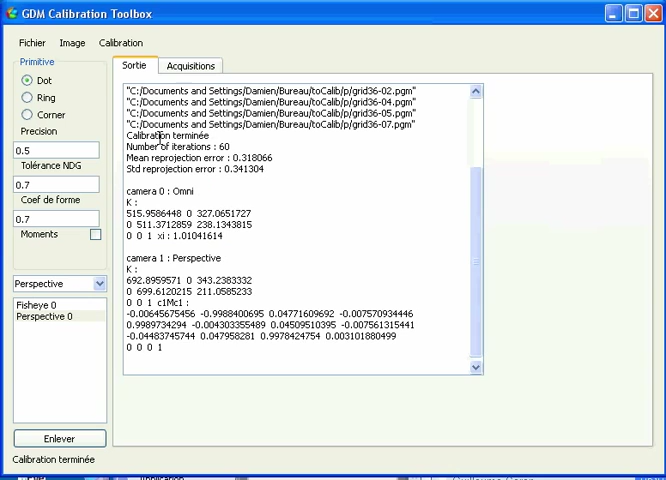 GDM Calibration Toolbox
Fichier Image Calibration
Primitive
Dot
Ring
Corner
Precision
0.5
Tolérance NDG
0.7
Coef de forme
0.7
Moments
Perspective
Fisheye 0
Perspective 0
Enlever
Calibration terminée
Sortie Acquisitions
"C:/Documents and Settings/Damien/Bureau/toCalib/p/grid36-02.pgm"
"C:/Documents and Settings/Damien/Bureau/toCalib/p/grid36-04.pgm"
"C:/Documents and Settings/Damien/Bureau/toCalib/p/grid36-05.pgm"
"C:/Documents and Settings/Damien/Bureau/toCalib/p/grid36-07.pgm"
Calibration terminée
Number of iterations : 60
Mean reprojection error : 0.318066
Std reprojection error : 0.341304
camera 0 : Omni
K :
515.9586448 0 327.0651727
0 511.3712859 238.1343815
0 0 1 xi : 1.01041614
camera 1 : Perspective
K :
692.8959571 0 343.2383332
0 699.6120215 211.0585233
0 0 1 c1Mc1 :
-0.00645675456 -0.9988400695 0.04771609692 -0.007570934446
0.9989734294 -0.004303355489 0.04509510395 -0.007561315441
-0.04483745744 0.047958281 0.9978424754 0.003101880499
0 0 0 1